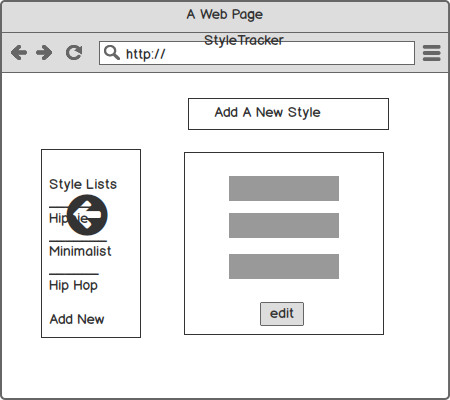 A Web Page
StyleTracker
http://
Add A New Style
Style Lists
Hippie
Minimalist
Hip Hop
Add New
edit